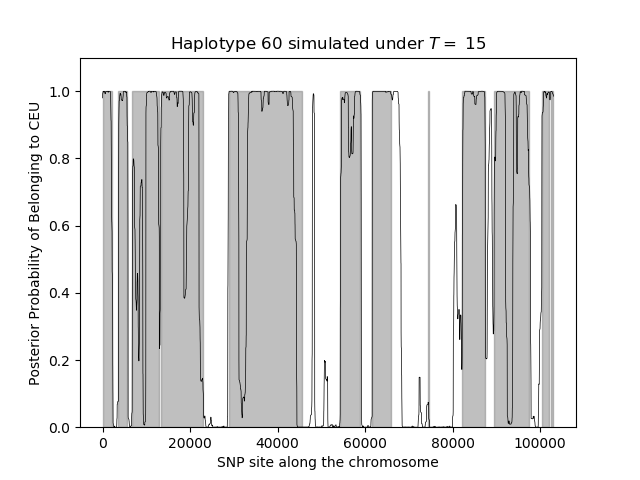 Haplotype 60 simulated under T = 15
Posterior Probability of Belonging to CEU
1.0
0.8
0.6
0.4
0.2
0.0
0 20000 40000 60000 80000 100000
SNP site along the chromosome